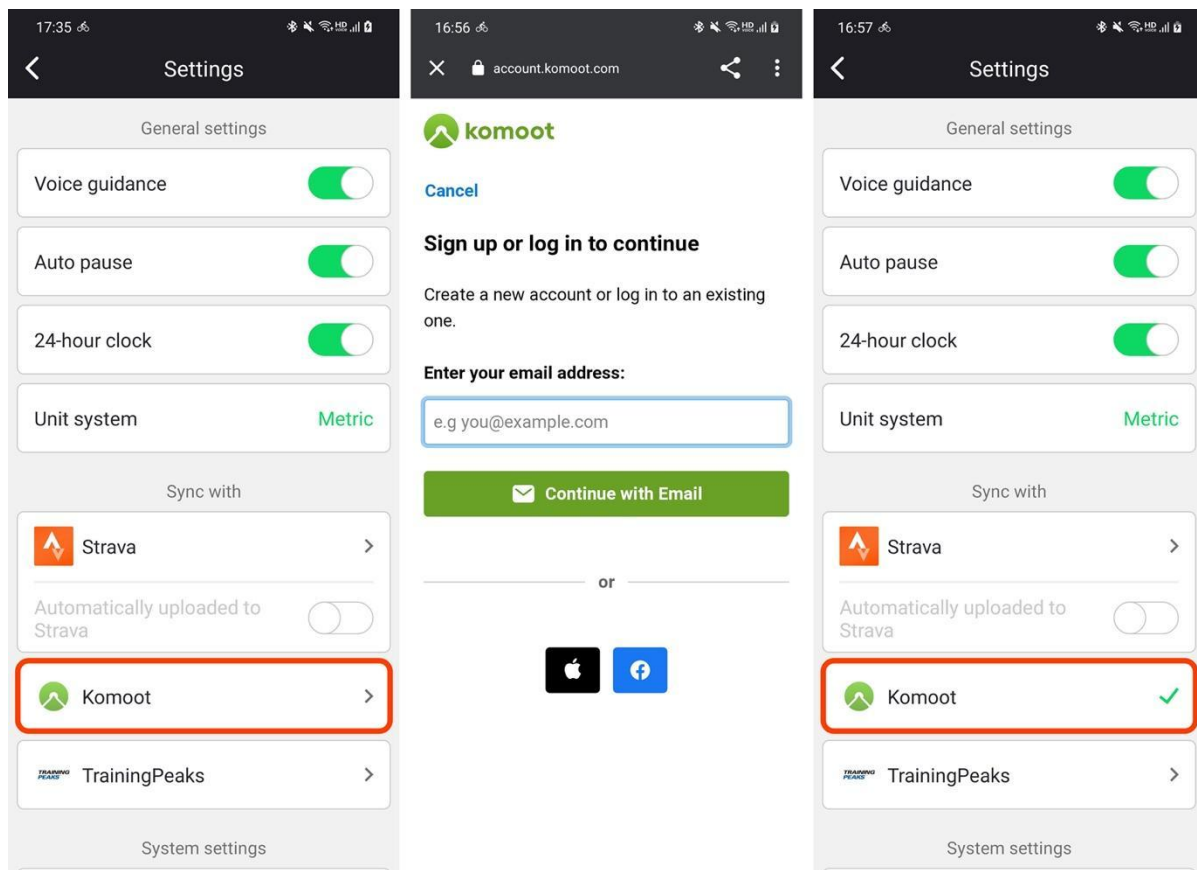 17:35
Settings
General settings
Voice guidance
Auto pause
24-hour clock
Unit system Metric
Sync with
Strava
Automatically uploaded to
Strava
Komoot
TRAINING
PEAKS
TrainingPeaks
System settings
16:56
account.komoot.com
komoot
Cancel
Sign up or log in to continue
Create a new account or log in to an existing
one.
Enter your email address:
e.g you@example.com
Continue with Email
or
16:57
Settings
General settings
Voice guidance
Auto pause
24-hour clock
Unit system Metric
Sync with
Strava
Automatically uploaded to
Strava
Komoot
TRAINING
PEAKS
TrainingPeaks
System settings